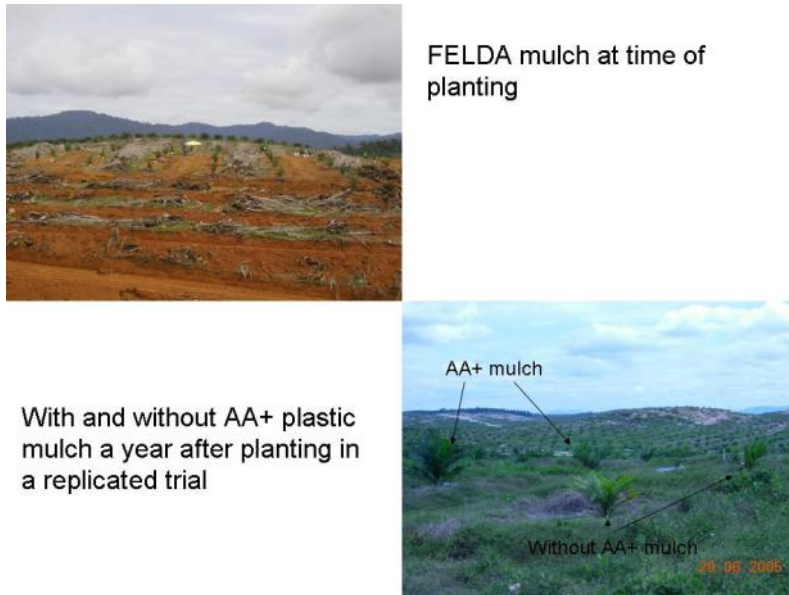 FELDA mulch at time of
planting
AA+ mulch
With and without AA+ plastic
mulch a year after planting in
a replicated trial
Without AA+ mulch
29. 06. 2005